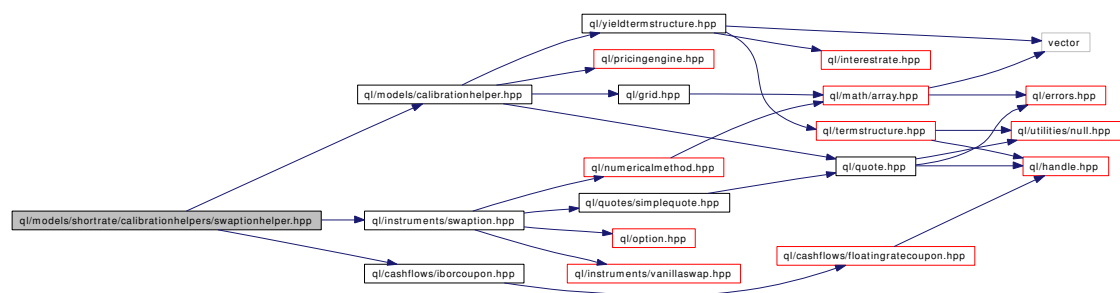 ql/yieldtermstructure.hpp
vector
ql/pricingengine.hpp
ql/interestrate.hpp
ql/models/calibrationhelper.hpp
ql/grid.hpp
ql/math/array.hpp
ql/errors.hpp
ql/termstructure.hpp
ql/utilities/null.hpp
ql/numericalmethod.hpp
ql/quote.hpp
ql/handle.hpp
ql/quotes/simplequote.hpp
ql/models/shortrate/calibrationhelpers/swaptionhelper.hpp
ql/instruments/swaption.hpp
ql/option.hpp
ql/cashflows/floatingratecoupon.hpp
ql/cashflows/iborcoupon.hpp
ql/instruments/vanillaswap.hpp